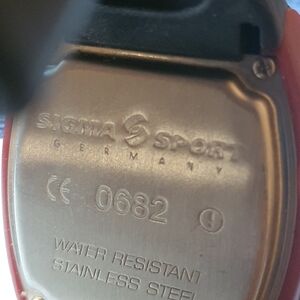 SIGMA SPORT
GERMANY
CE 0682
WATER RESISTANT
STAINLESS STEEL